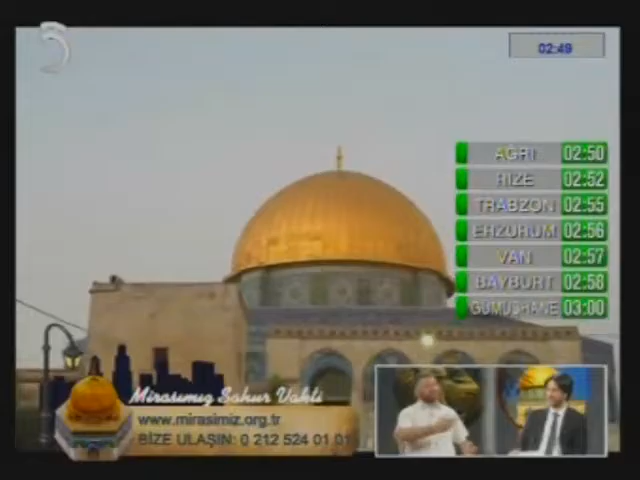 02:49
AĞRI 02:50
RİZE 02:52
TRABZON 02:55
ERZURUM 02:56
VAN 02:57
BAYBURT 02:58
GÜMÜŞHANE 03:00
Mirasımız Sahur Vakti
www.mirasimiz.org.tr
BİZE ULAŞIN: 0 212 524 01 01
5